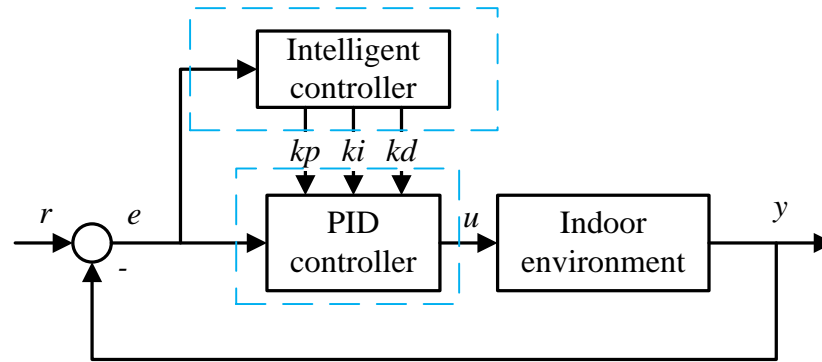 Intelligent
controller
kp ki kd
r e PID u Indoor y
controller environment
-